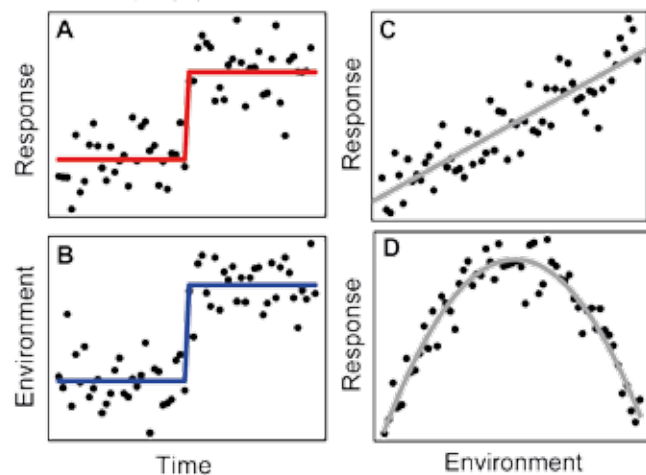 A
Response
C
Response
B
Environment
Time
D
Response
Environment